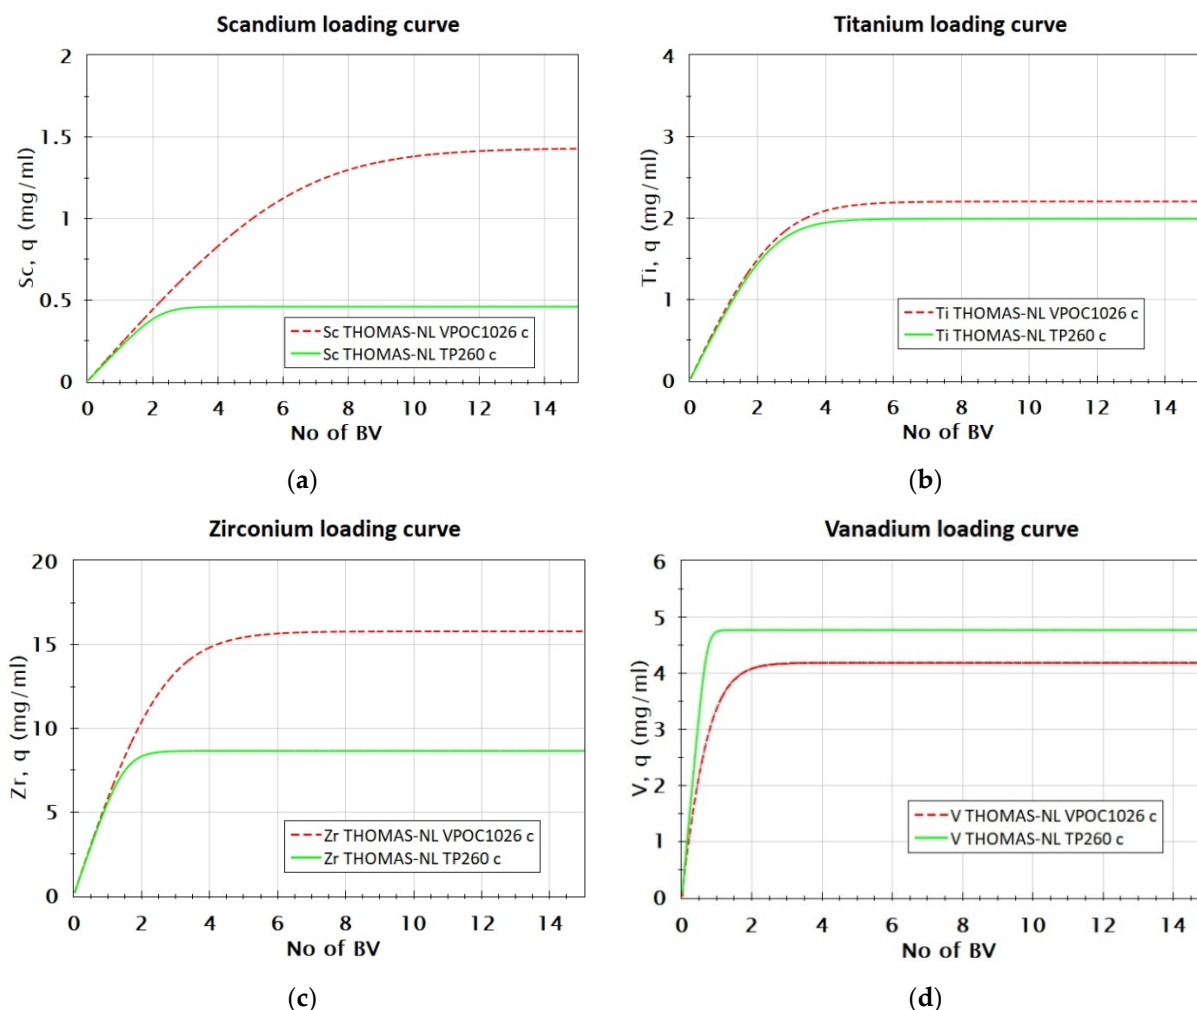 Scandium loading curve
2
1.5
1
0.5
0
Sc, q (mg/ml)
Sc THOMAS-NL VPOC1026 c
Sc THOMAS-NL TP260 c
0 2 4 6 8 10 12 14
No of BV
(a)
Titanium loading curve
4
3
2
1
0
Ti, q (mg/ml)
Ti THOMAS-NL VPOC1026 c
Ti THOMAS-NL TP260 c
0 2 4 6 8 10 12 14
No of BV
(b)
Zirconium loading curve
20
15
10
5
0
Zr, q (mg/ml)
Zr THOMAS-NL VPOC1026 c
Zr THOMAS-NL TP260 c
0 2 4 6 8 10 12 14
No of BV
(c)
Vanadium loading curve
6
5
4
3
2
1
0
V, q (mg/ml)
V THOMAS-NL VPOC1026 c
V THOMAS-NL TP260 c
0 2 4 6 8 10 12 14
No of BV
(d)